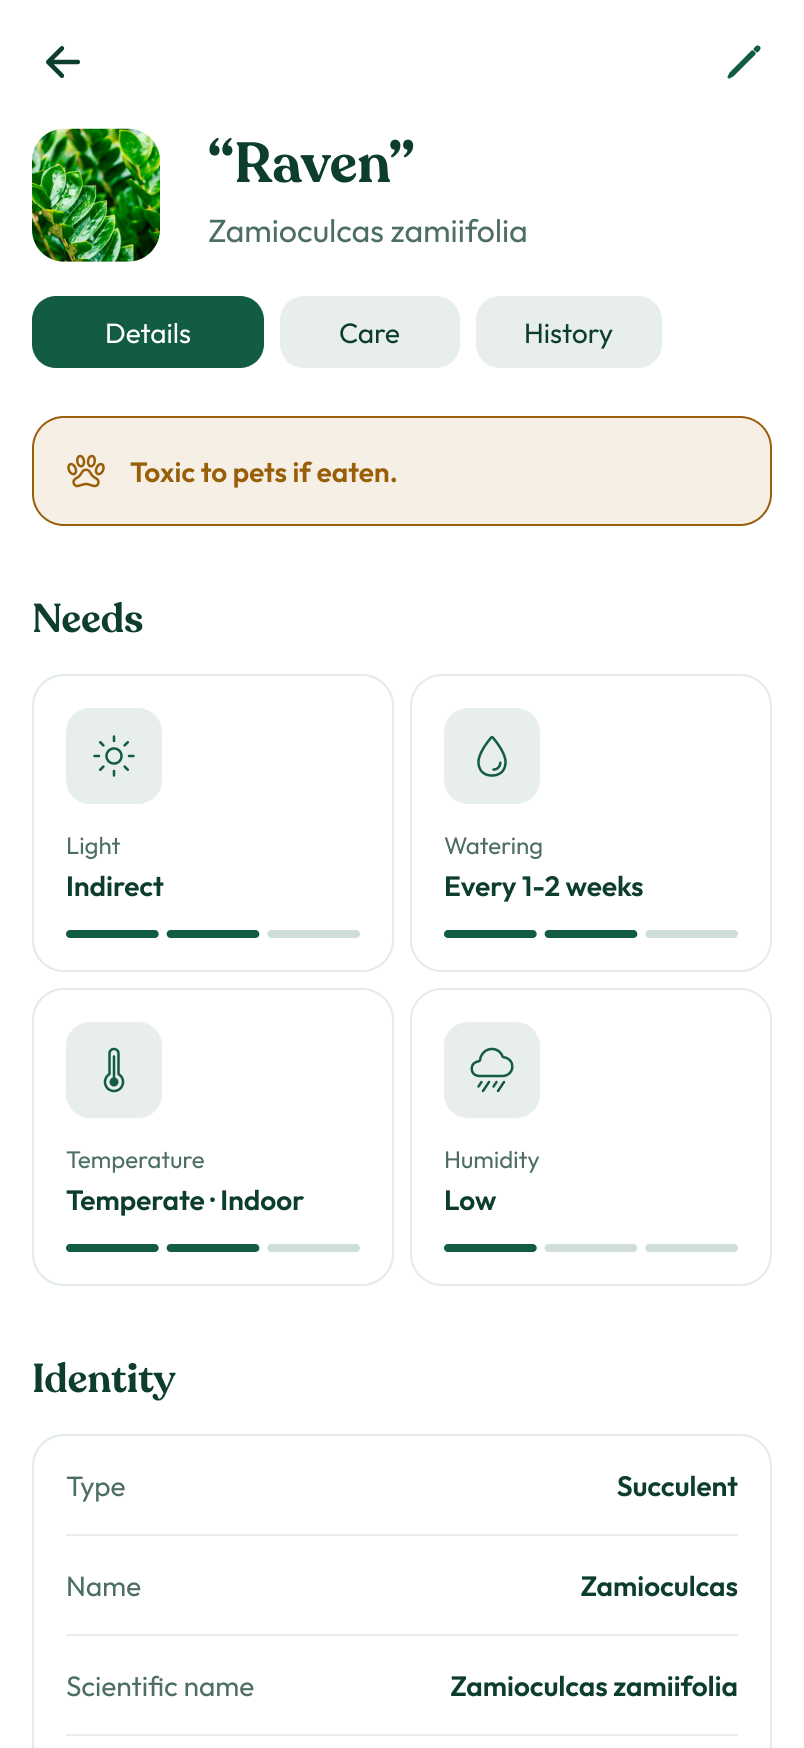 “Raven”
Zamioculcas zamiifolia
Details
Care
History
Toxic to pets if eaten.
Needs
Light
Indirect
Watering
Every 1-2 weeks
Temperature
Temperate · Indoor
Humidity
Low
Identity
Type
Succulent
Name
Zamioculcas
Scientific name
Zamioculcas zamiifolia